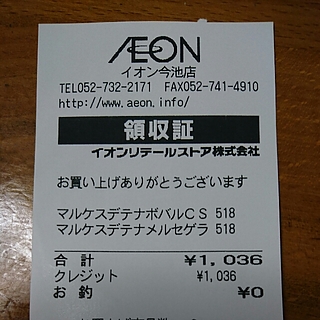 ÆON
イオン今池店
TEL052-732-2171 FAX052-741-4910
http://www.aeon.info/
領収証
イオンリテールストア株式会社
お買い上げありがとうございます
マルケスデテナボバルCS 518
マルケスデテナメルセゲラ 518
合計 ¥1,036
クレジット ¥1,036
お釣 ¥0